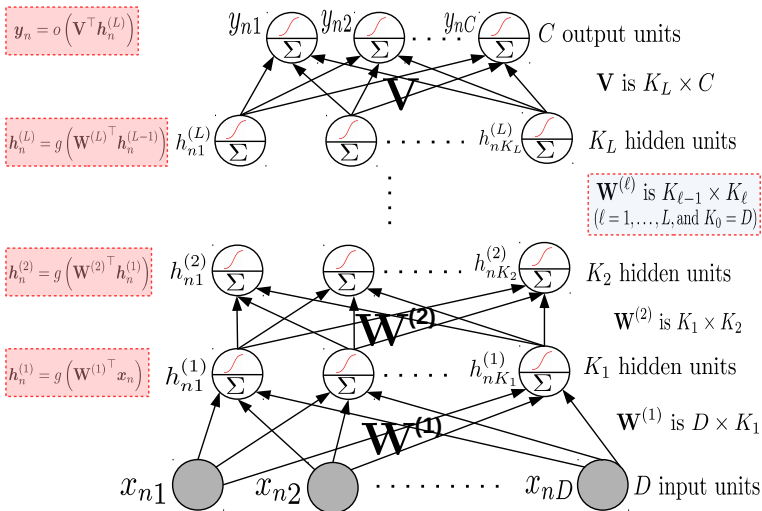 y_n = o(V^⊤ h_n^(L))
y_n1 y_n2 . . . . y_nC C output units
Σ Σ Σ
V
V is K_L × C
h_n^(L) = g(W^(L)⊤ h_n^(L−1))
h_n1^(L) . . . . . . h_nK_L^(L) K_L hidden units
Σ Σ Σ
W^(ℓ) is K_ℓ−1 × K_ℓ
(ℓ = 1, . . . , L, and K_0 = D)
h_n^(2) = g(W^(2)⊤ h_n^(1))
h_n1^(2) . . . . . . h_nK_2^(2) K_2 hidden units
Σ Σ Σ
W^(2)
W^(2) is K_1 × K_2
h_n^(1) = g(W^(1)⊤ x_n)
h_n1^(1) . . . . . . h_nK_1^(1) K_1 hidden units
Σ Σ Σ
W^(1)
W^(1) is D × K_1
x_n1 x_n2 . . . . . . . . . x_nD D input units